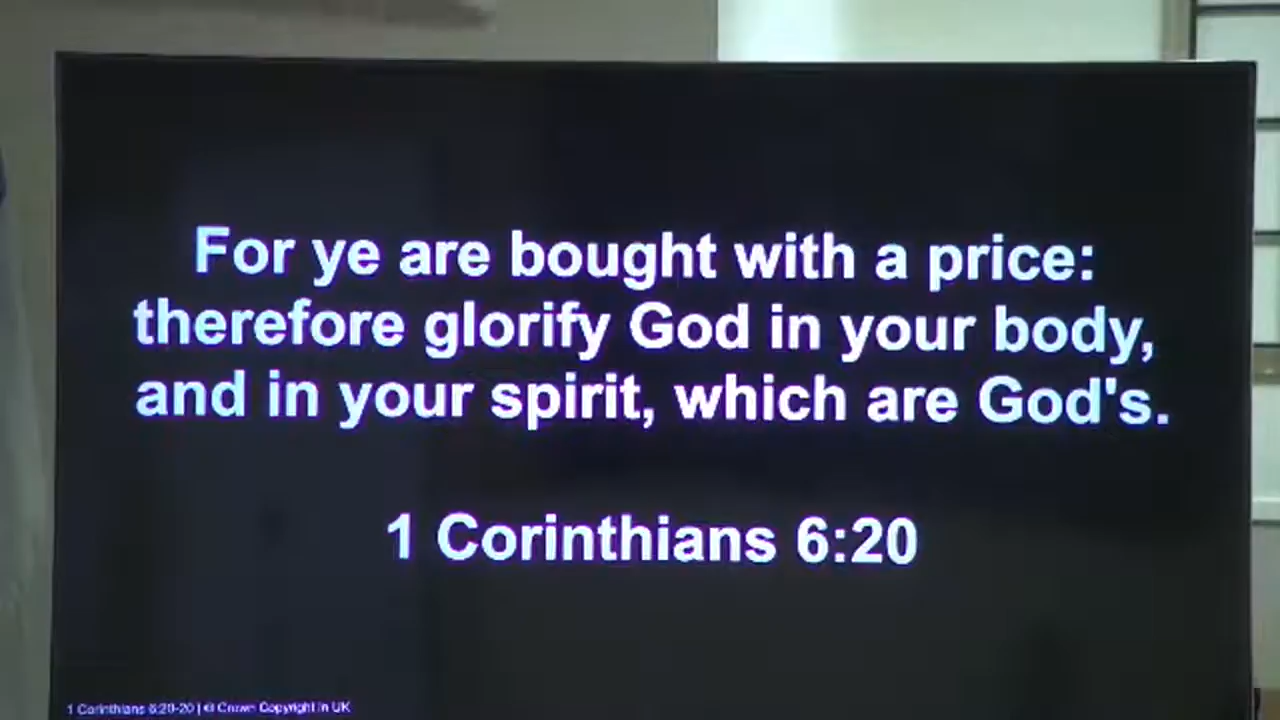 For ye are bought with a price:
therefore glorify God in your body,
and in your spirit, which are God's.
1 Corinthians 6:20
1 Corinthians 6:20-20 | © Crown Copyright in UK